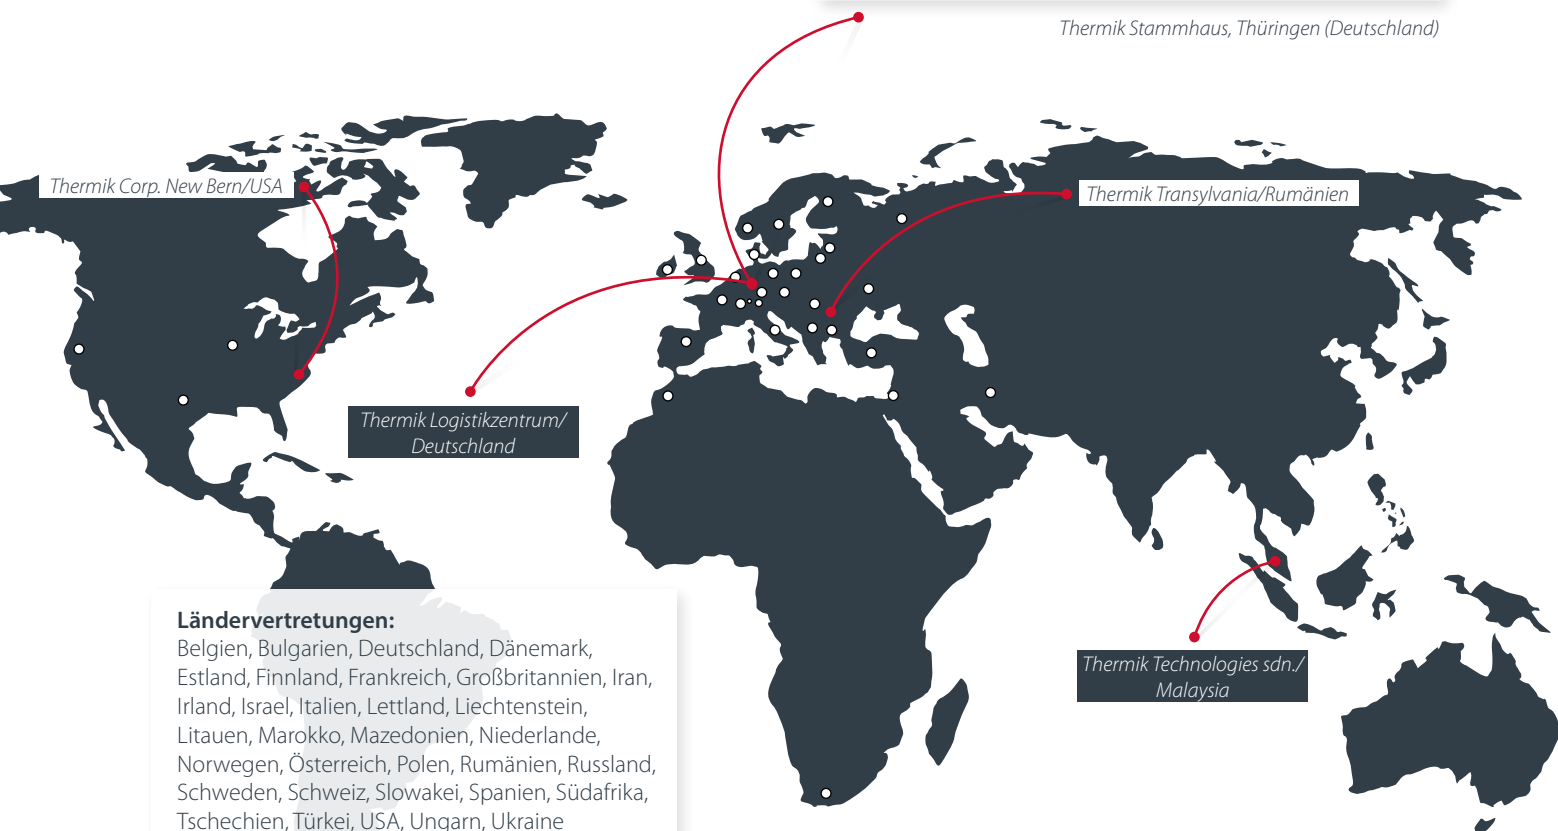 Thermik Stammhaus, Thüringen (Deutschland)
Thermik Corp. New Bern/USA
Thermik Transylvania/Rumänien
Thermik Logistikzentrum/
Deutschland
Thermik Technologies sdn./
Malaysia
Ländervertretungen:
Belgien, Bulgarien, Deutschland, Dänemark,
Estland, Finnland, Frankreich, Großbritannien, Iran,
Irland, Israel, Italien, Lettland, Liechtenstein,
Litauen, Marokko, Mazedonien, Niederlande,
Norwegen, Österreich, Polen, Rumänien, Russland,
Schweden, Schweiz, Slowakei, Spanien, Südafrika,
Tschechien, Türkei, USA, Ungarn, Ukraine